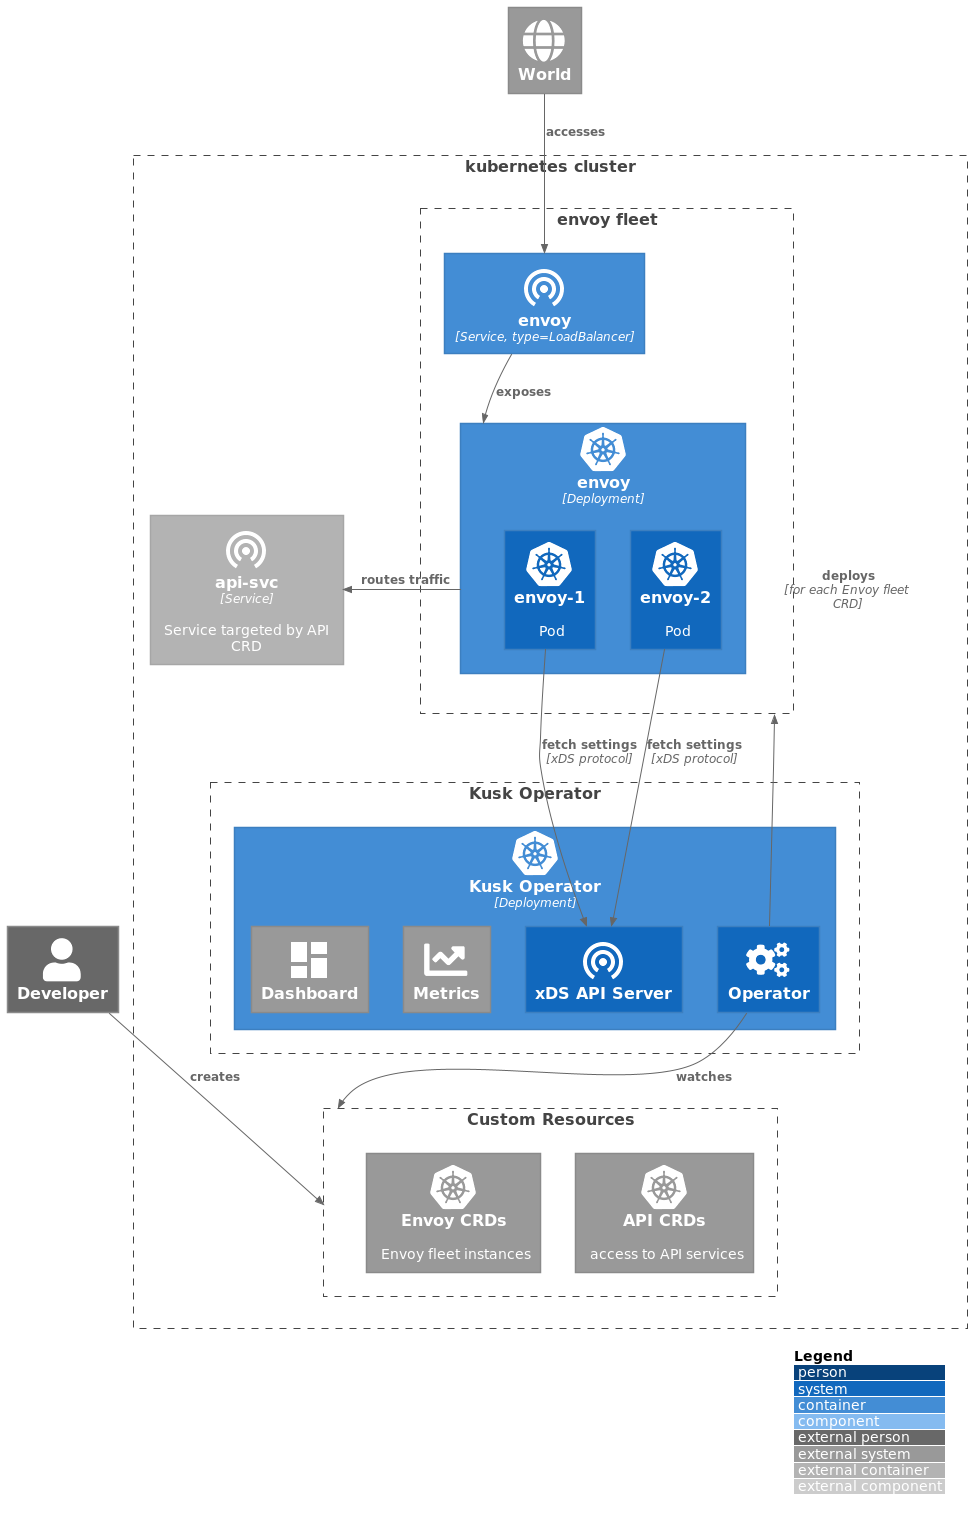 World
accesses
kubernetes cluster
envoy fleet
envoy
[Service, type=LoadBalancer]
exposes
envoy
[Deployment]
api-svc
[Service]
Service targeted by API
CRD
routes traffic
envoy-1
Pod
envoy-2
Pod
deploys
[for each Envoy fleet
CRD]
fetch settings
[xDS protocol]
fetch settings
[xDS protocol]
Kusk Operator
Kusk Operator
[Deployment]
Developer
Dashboard
Metrics
xDS API Server
Operator
creates
watches
Custom Resources
Envoy CRDs
Envoy fleet instances
API CRDs
access to API services
Legend
person
system
container
component
external person
external system
external container
external component